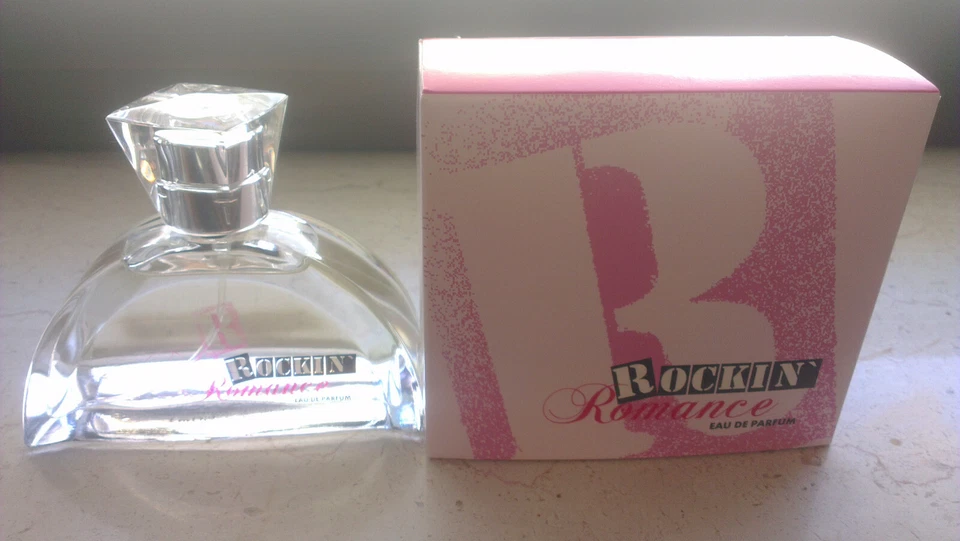 ROCKIN'
Romance
EAU DE PARFUM
R
ROCKIN'
Romance
EAU DE PARFUM